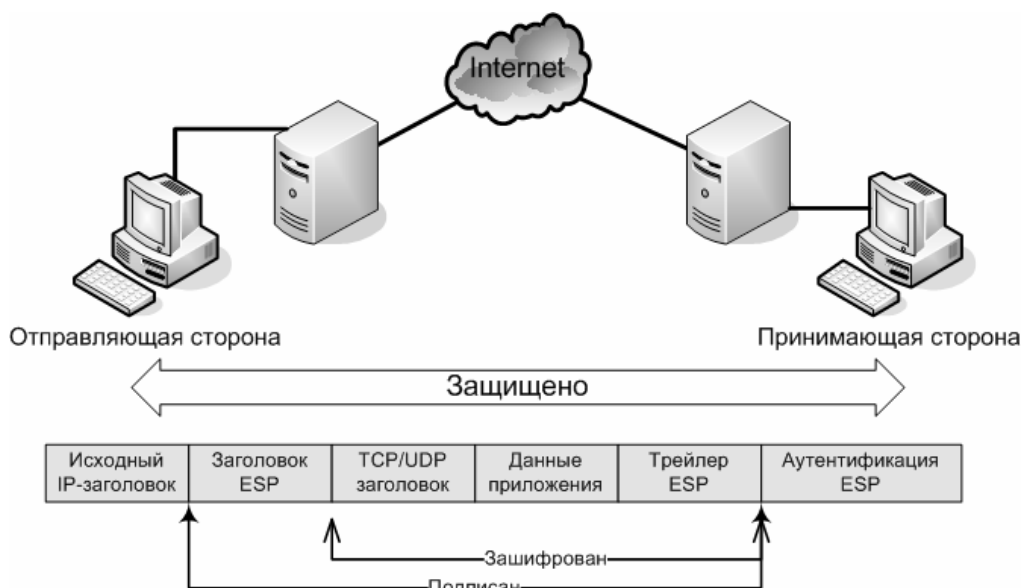 Internet
Отправляющая сторона
Принимающая сторона
Защищено
Исходный
IP-заголовок
Заголовок
ESP
TCP/UDP
заголовок
Данные
приложения
Трейлер
ESP
Аутентификация
ESP
Зашифрован
Подписан